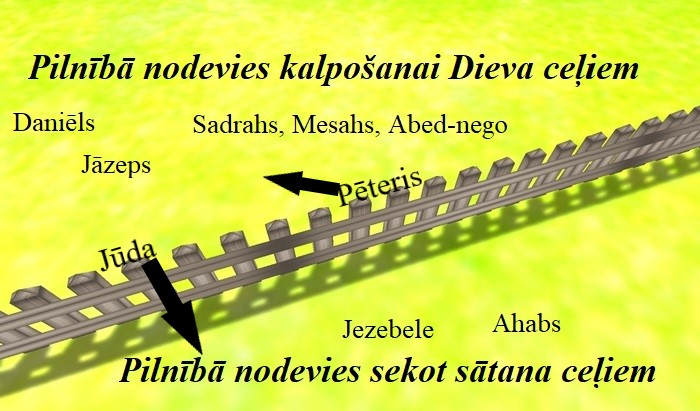 Pilnībā nodevies kalpošanai Dieva ceļiem
Daniēls
Sadrahs, Mesahs, Abed-nego
Jāzeps
Pēteris
Jūda
Jezebele
Ahabs
Pilnībā nodevies sekot sātana ceļiem